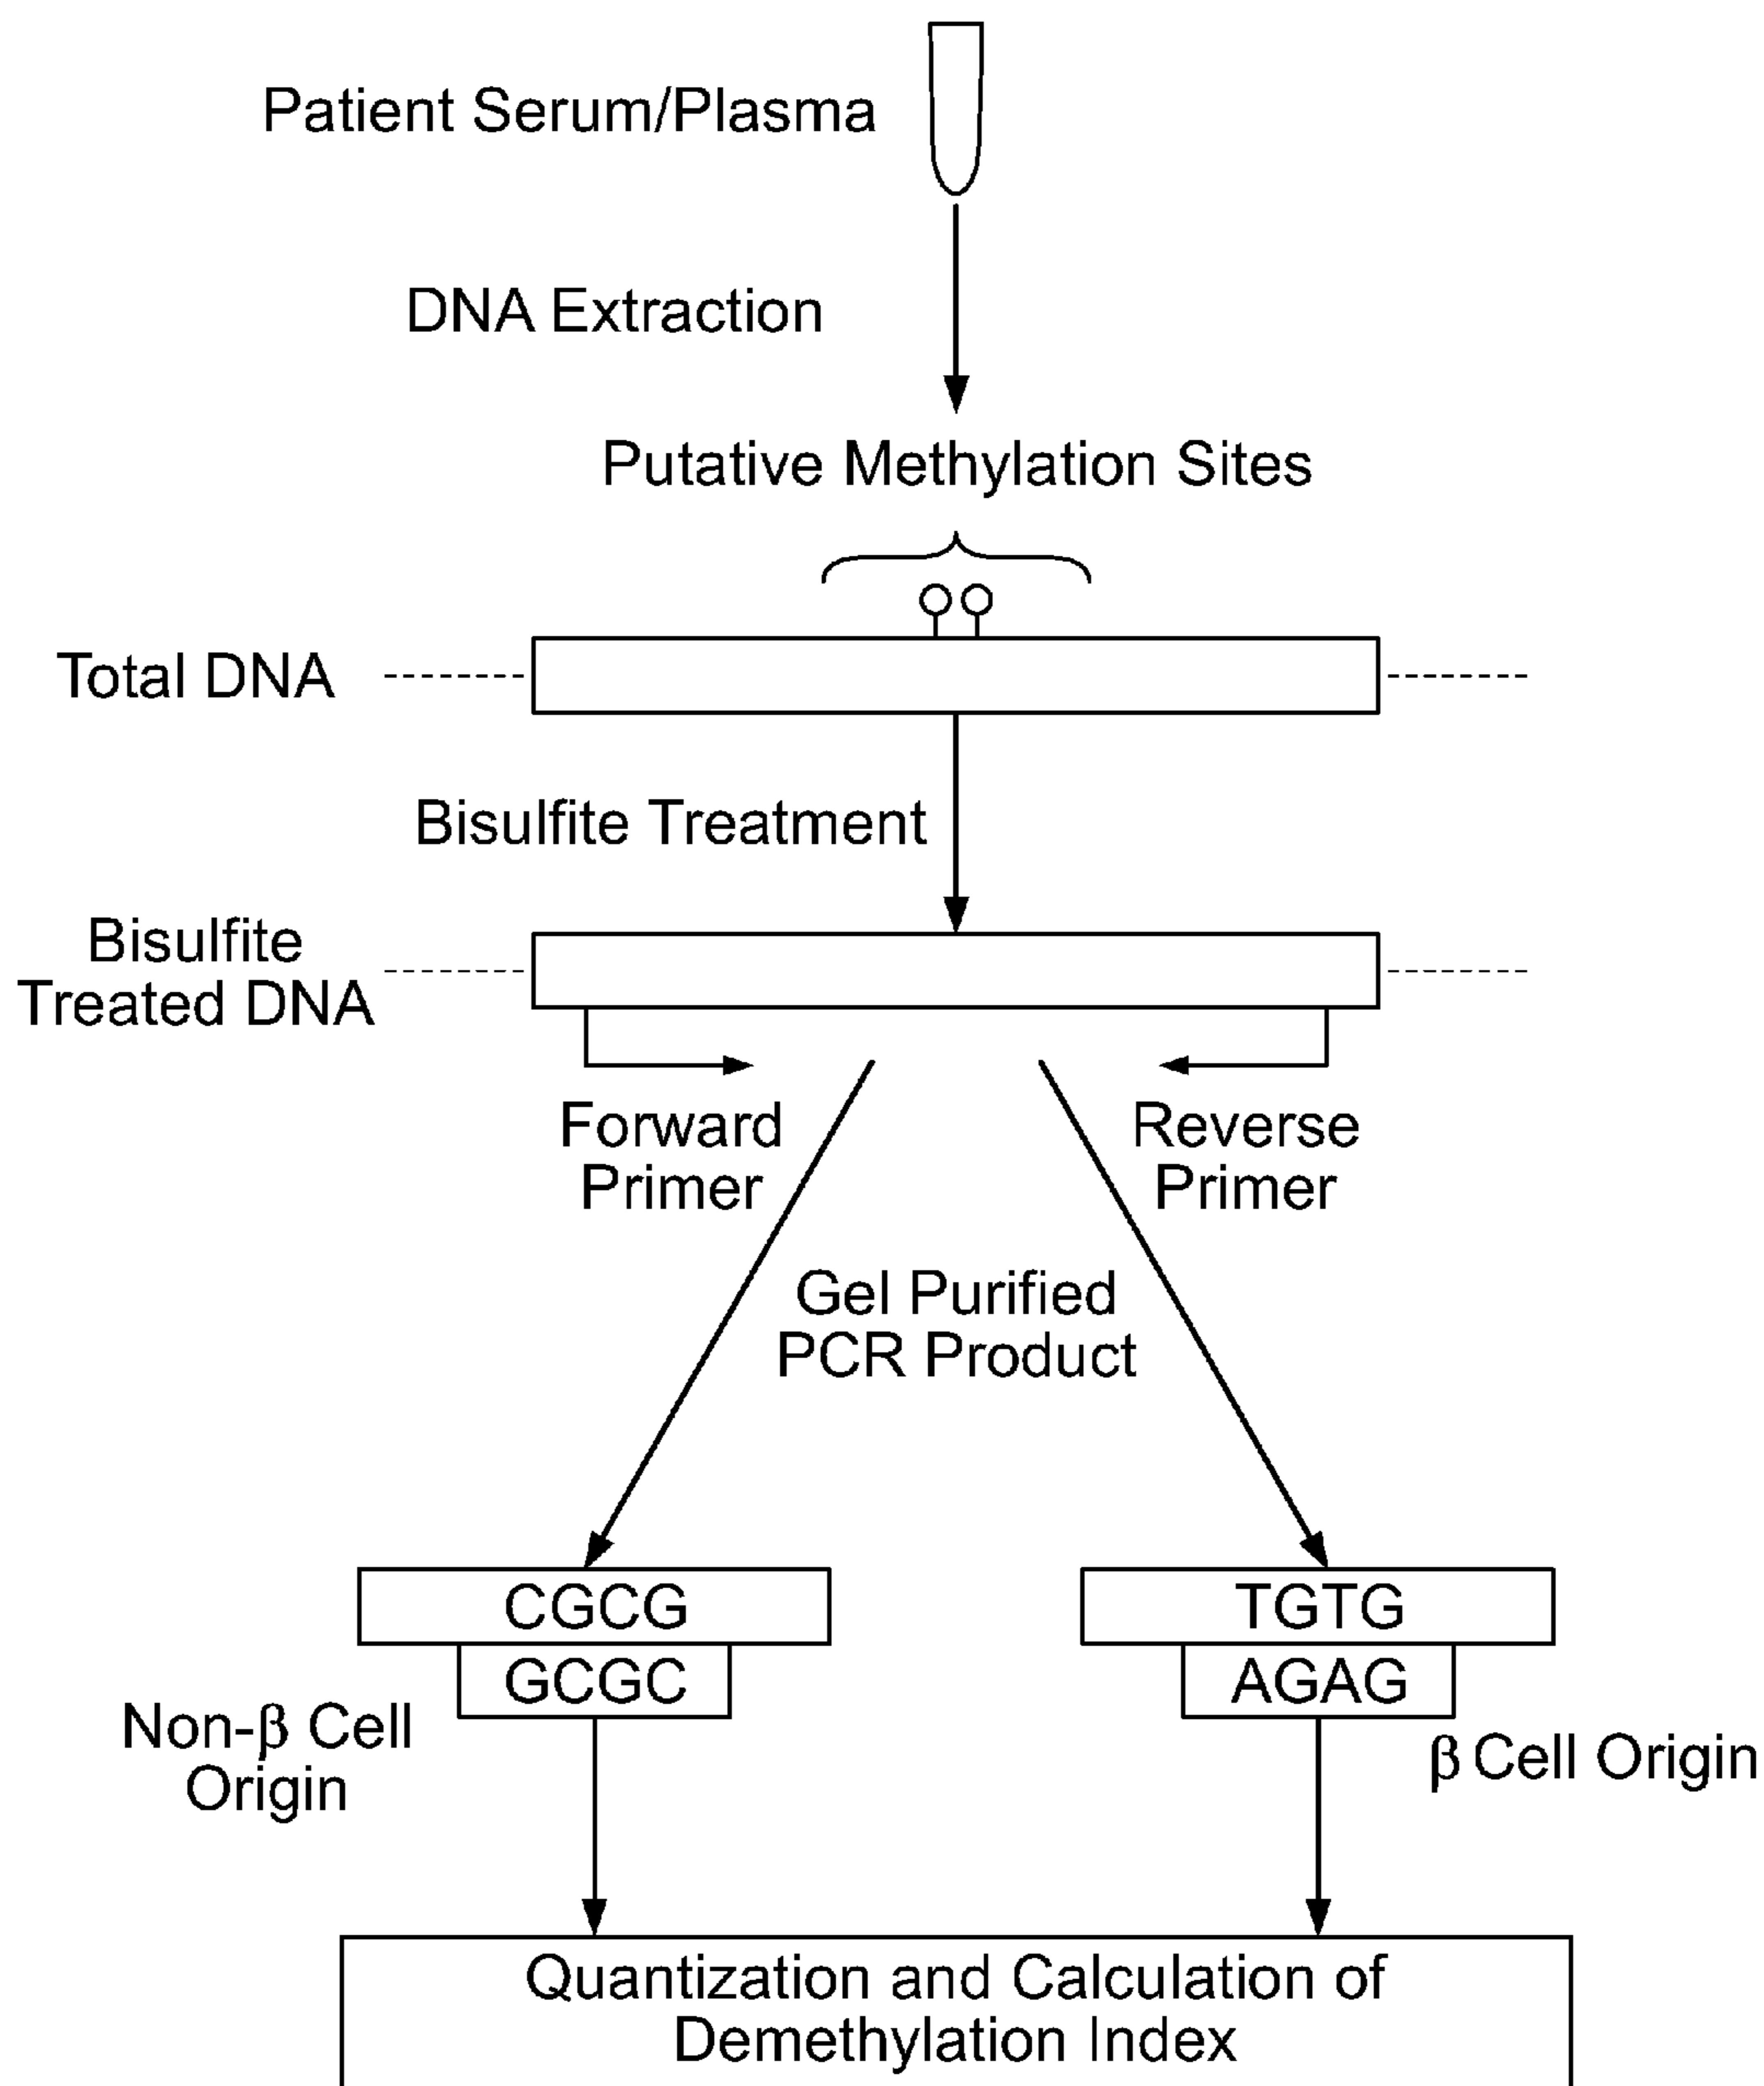 Patient Serum/Plasma
DNA Extraction
Putative Methylation Sites
Total DNA
Bisulfite Treatment
Bisulfite
Treated DNA
Forward
Primer
Reverse
Primer
Gel Purified
PCR Product
CGCG
GCGC
Non-β Cell
Origin
TGTG
AGAG
β Cell Origin
Quantization and Calculation of
Demethylation Index